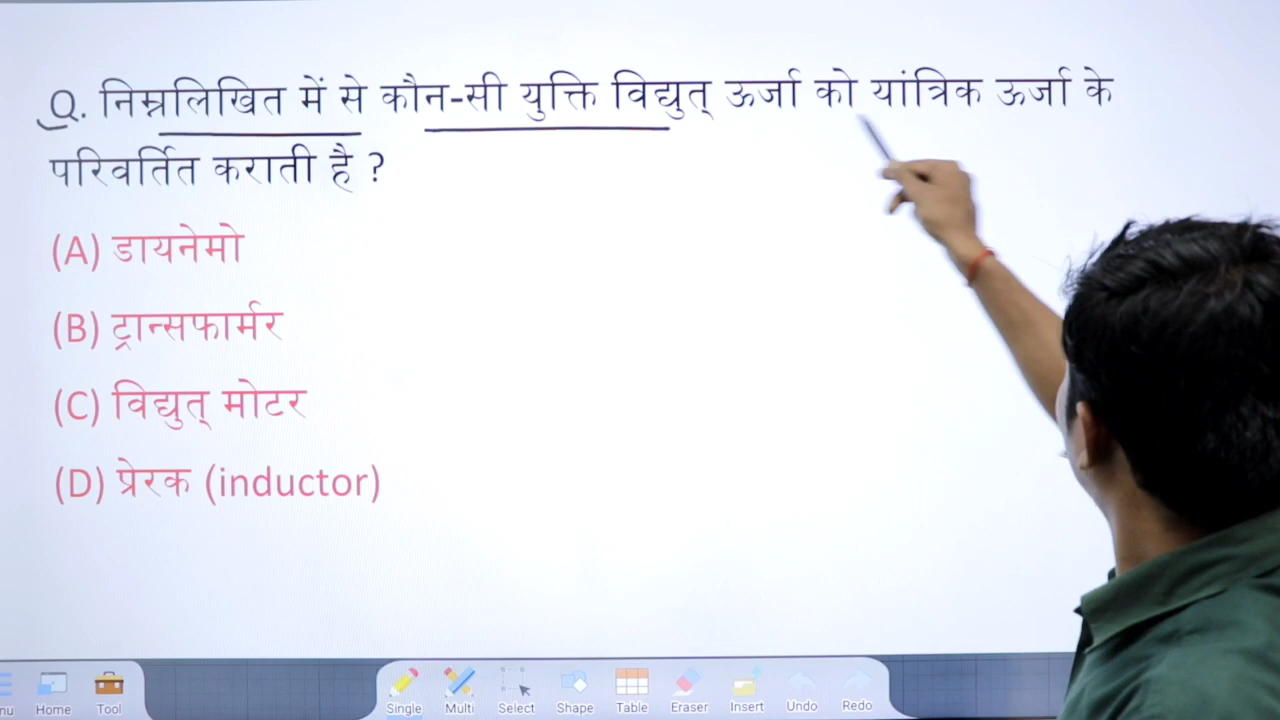 Q. निम्नलिखित में से कौन-सी युक्ति विद्युत् ऊर्जा को यांत्रिक ऊर्जा के
परिवर्तित कराती है ?
(A) डायनेमो
(B) ट्रान्सफार्मर
(C) विद्युत् मोटर
(D) प्रेरक (inductor)
nu Home Tool Single Multi Select Shape Table Eraser Insert Undo Redo